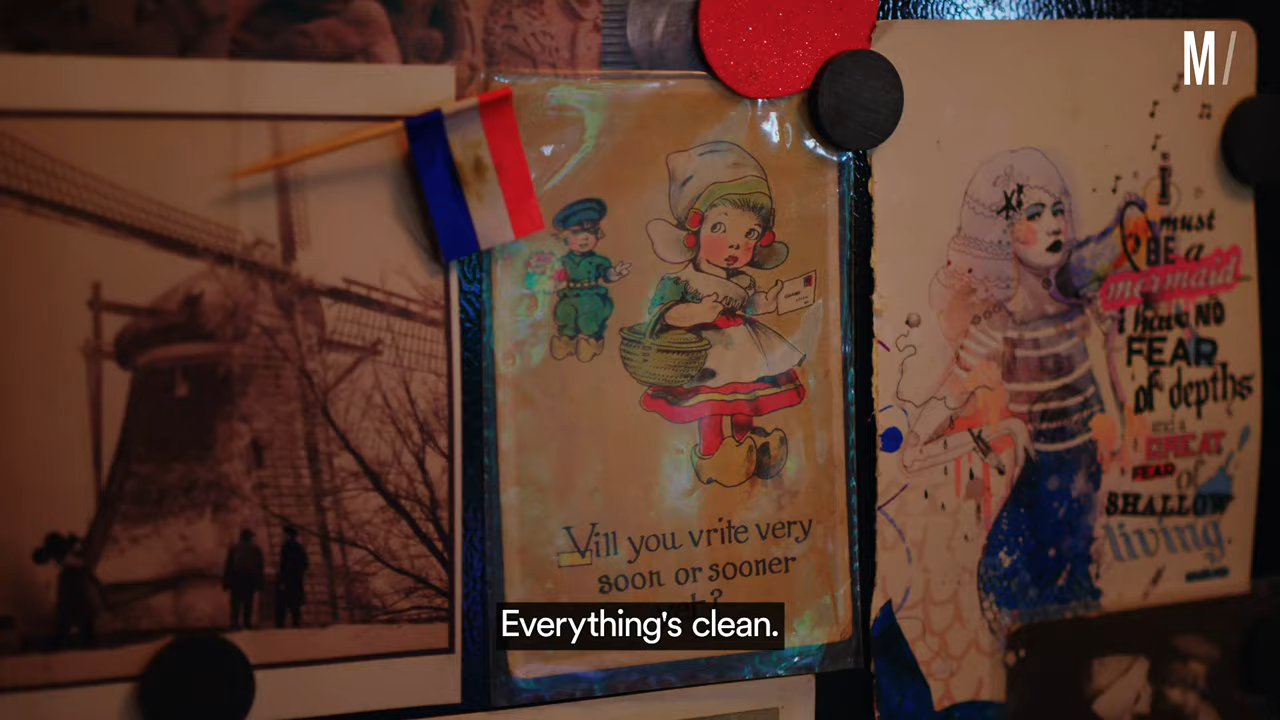 M/
Vill you vrite very
soon or sooner
yah?
Everything's clean.
I
must
BE a
mermaid
i have NO
FEAR
of depths
and a
GREAT
FEAR
of
SHALLOW
living.